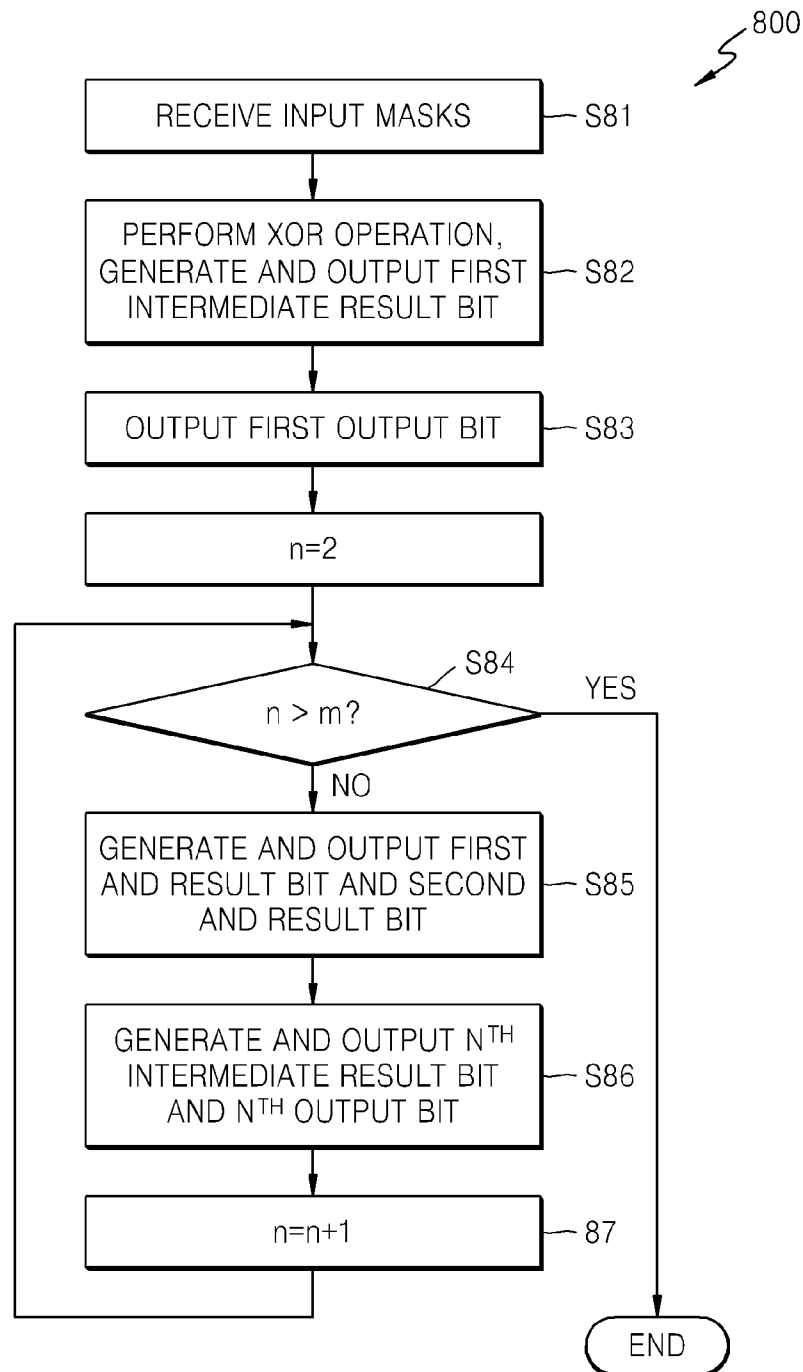 800
RECEIVE INPUT MASKS
S81
PERFORM XOR OPERATION,
GENERATE AND OUTPUT FIRST
INTERMEDIATE RESULT BIT
S82
OUTPUT FIRST OUTPUT BIT
S83
n=2
S84
n > m?
YES
NO
GENERATE AND OUTPUT FIRST
AND RESULT BIT AND SECOND
AND RESULT BIT
S85
GENERATE AND OUTPUT NTH
INTERMEDIATE RESULT BIT
AND NTH OUTPUT BIT
S86
n=n+1
87
END